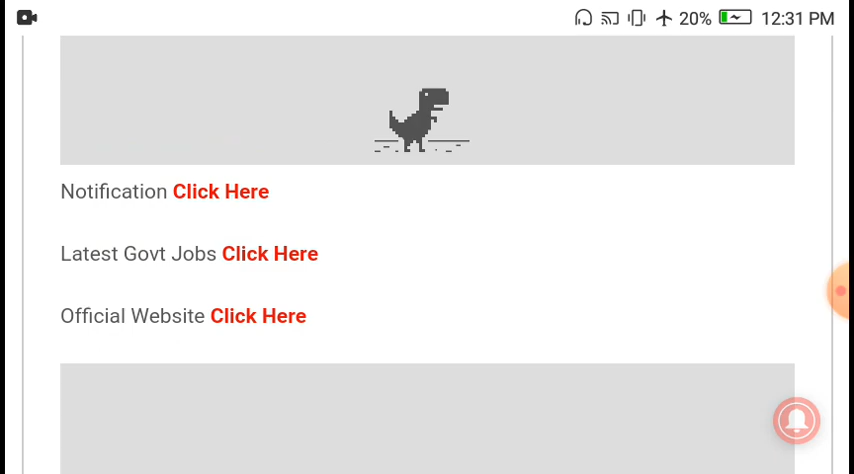 20% 12:31 PM
Notification Click Here
Latest Govt Jobs Click Here
Official Website Click Here